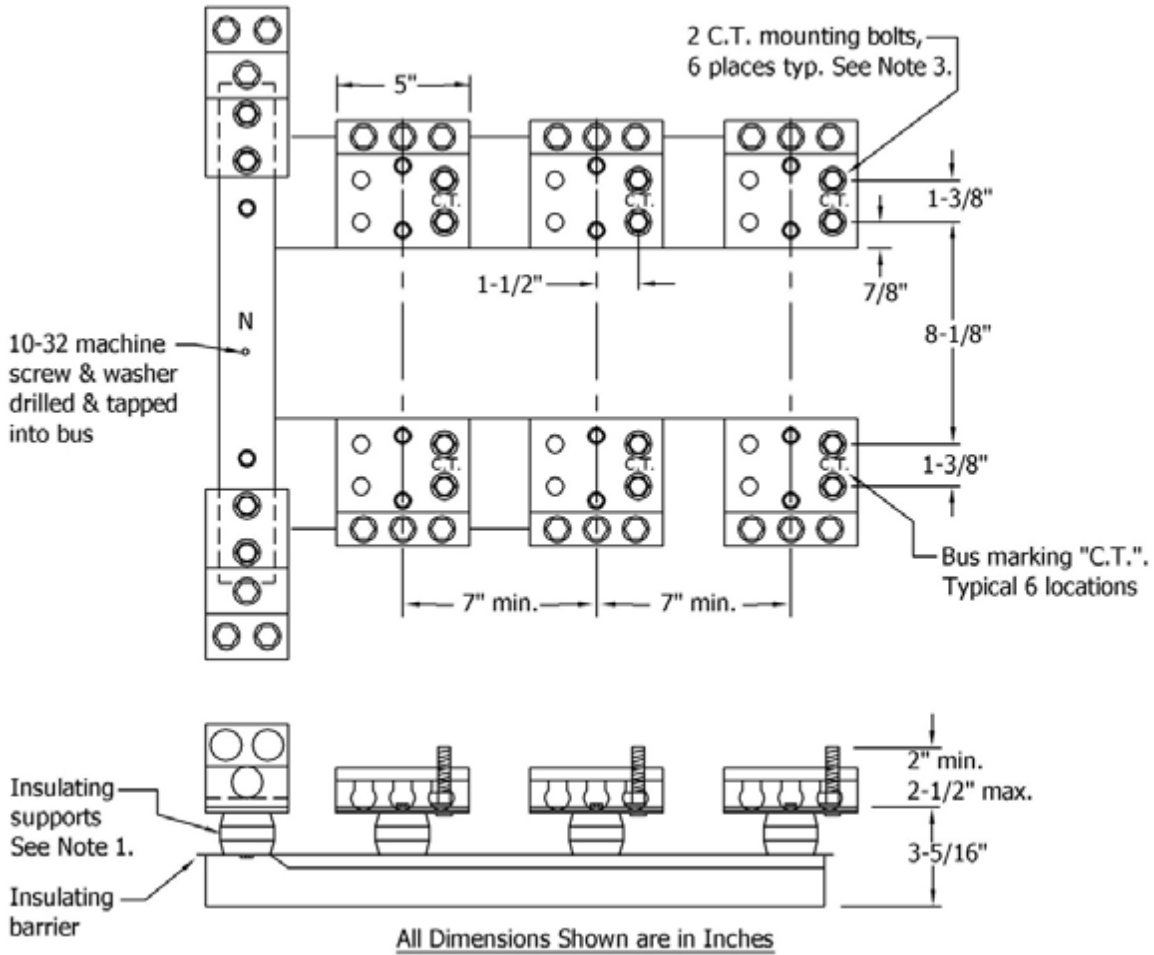 2 C.T. mounting bolts,
6 places typ. See Note 3.
5"
C.T.
C.T.
C.T.
1-3/8"
1-1/2"
7/8"
N
8-1/8"
10-32 machine
screw & washer
drilled & tapped
into bus
C.T.
C.T.
C.T.
1-3/8"
Bus marking "C.T.".
Typical 6 locations
7" min.
7" min.
2" min.
2-1/2" max.
Insulating
supports
See Note 1.
3-5/16"
Insulating
barrier
All Dimensions Shown are in Inches